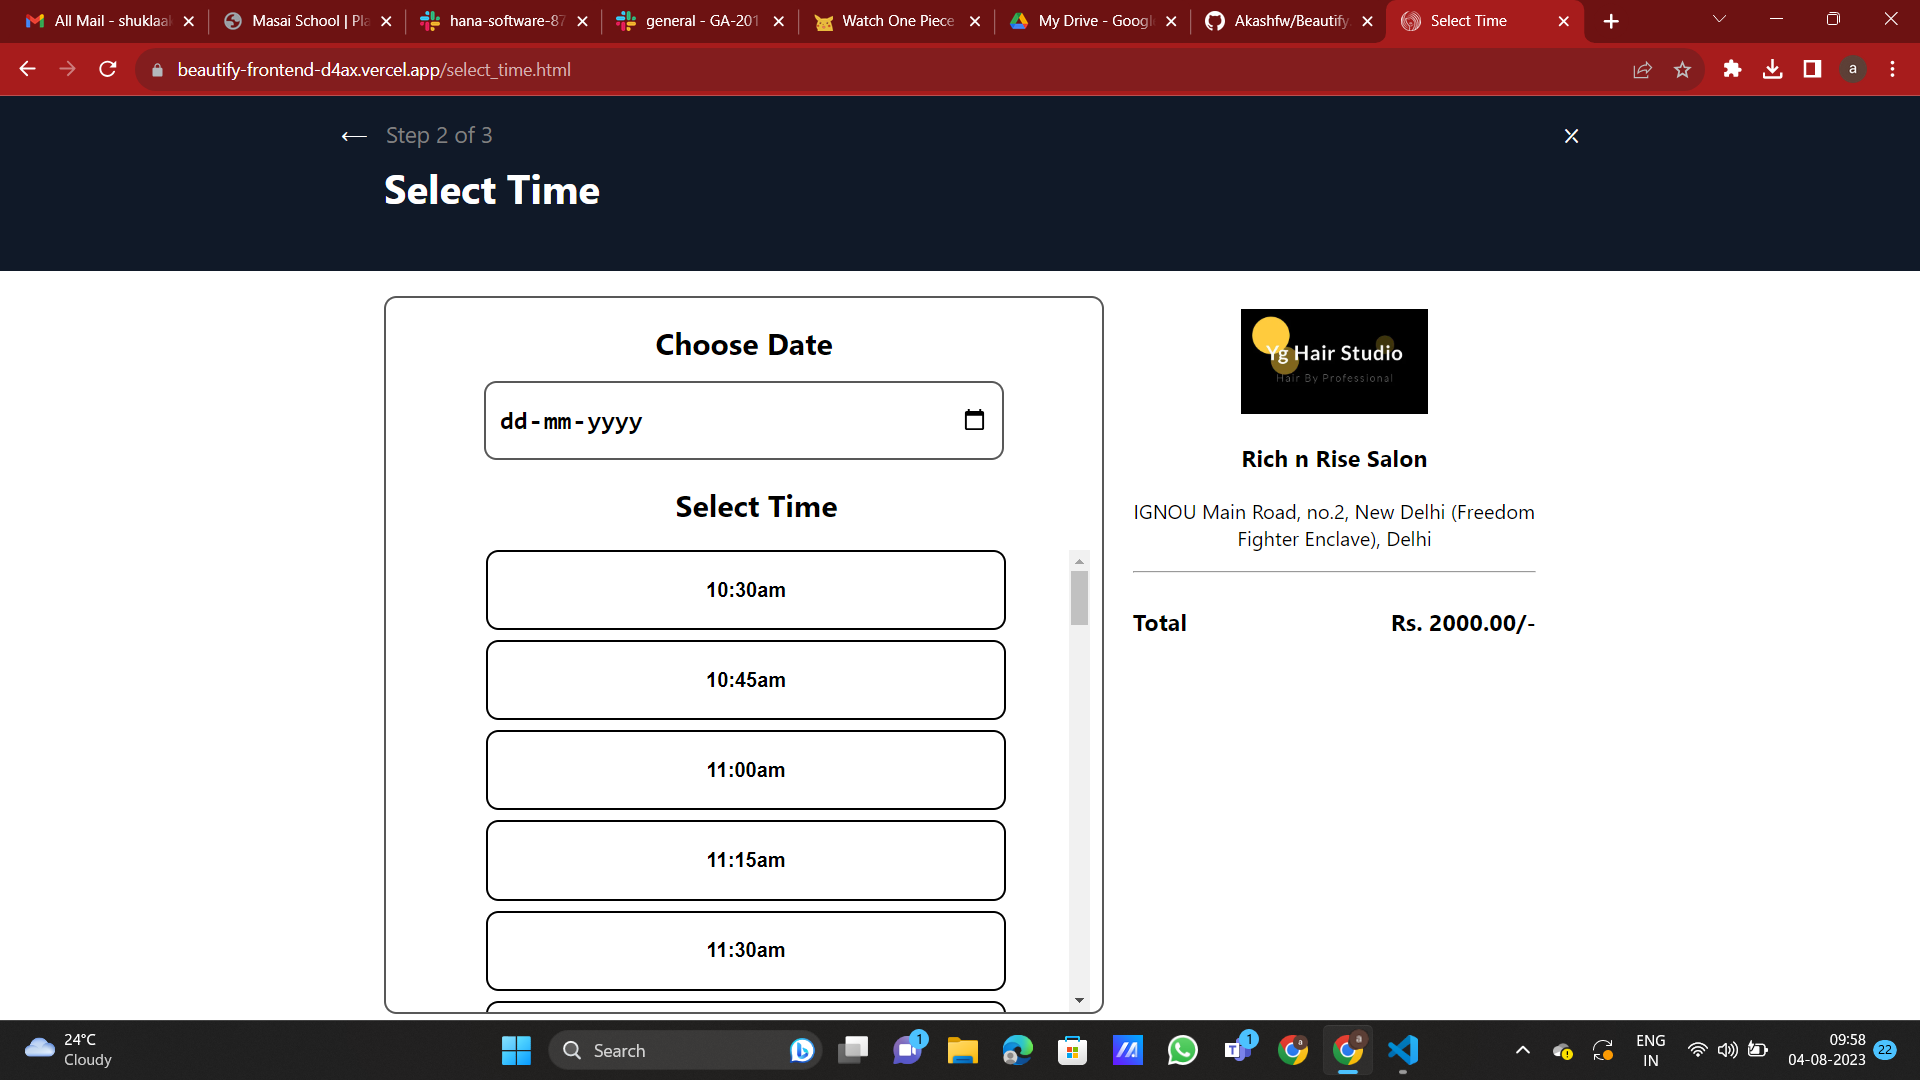 All Mail - shuklaak
Masai School | Pla
hana-software-87
general - GA-201
Watch One Piece
My Drive - Googl
Akashfw/Beautify
Select Time
beautify-frontend-d4ax.vercel.app/select_time.html
a
Step 2 of 3
Select Time
Choose Date
dd-mm-yyyy
Select Time
10:30am
10:45am
11:00am
11:15am
11:30am
Yg Hair Studio
Hair By Professional
Rich n Rise Salon
IGNOU Main Road, no.2, New Delhi (Freedom
Fighter Enclave), Delhi
Total Rs. 2000.00/-
24°C
Cloudy
Search
1
1
a
a
ENG
IN
09:58
04-08-2023
22